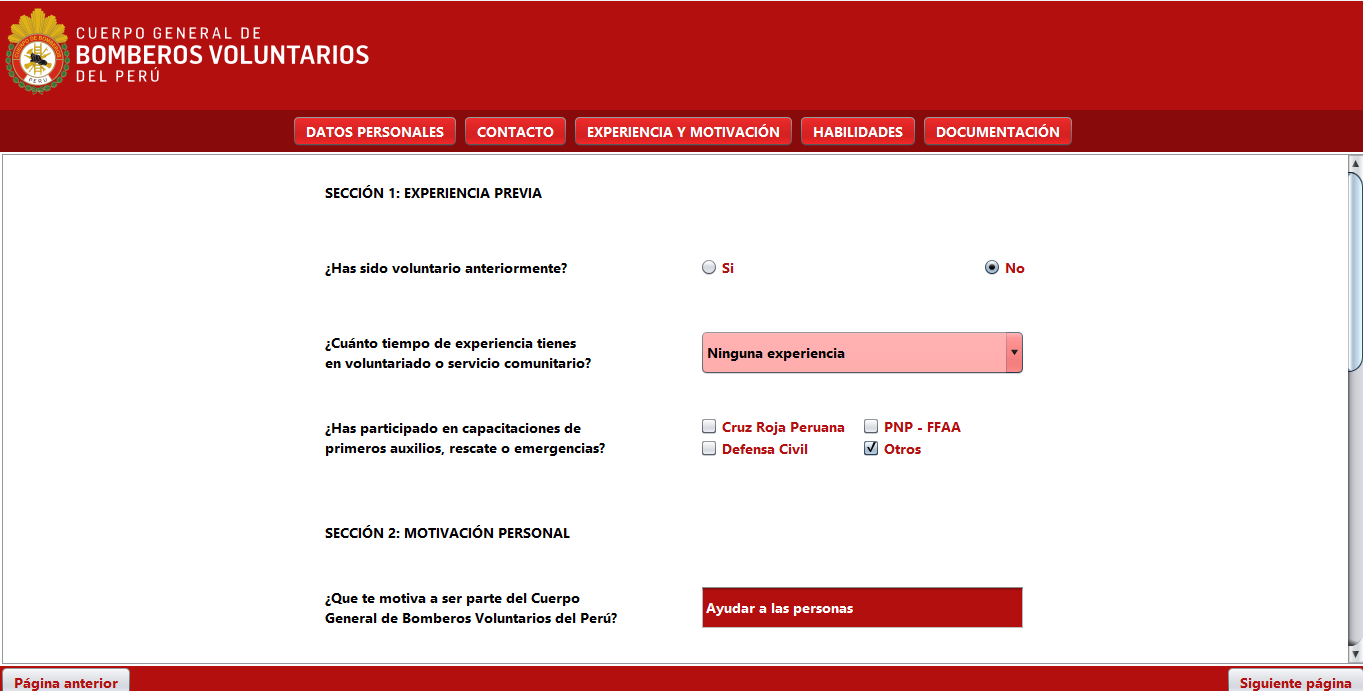 CUERPO GENERAL DE
BOMBEROS VOLUNTARIOS
DEL PERÚ
DATOS PERSONALES
CONTACTO
EXPERIENCIA Y MOTIVACIÓN
HABILIDADES
DOCUMENTACIÓN
SECCIÓN 1: EXPERIENCIA PREVIA
¿Has sido voluntario anteriormente?
Si
No
¿Cuánto tiempo de experiencia tienes
en voluntariado o servicio comunitario?
Ninguna experiencia
¿Has participado en capacitaciones de
primeros auxilios, rescate o emergencias?
Cruz Roja Peruana
PNP - FFAA
Defensa Civil
Otros
SECCIÓN 2: MOTIVACIÓN PERSONAL
¿Que te motiva a ser parte del Cuerpo
General de Bomberos Voluntarios del Perú?
Ayudar a las personas
Página anterior
Siguiente página